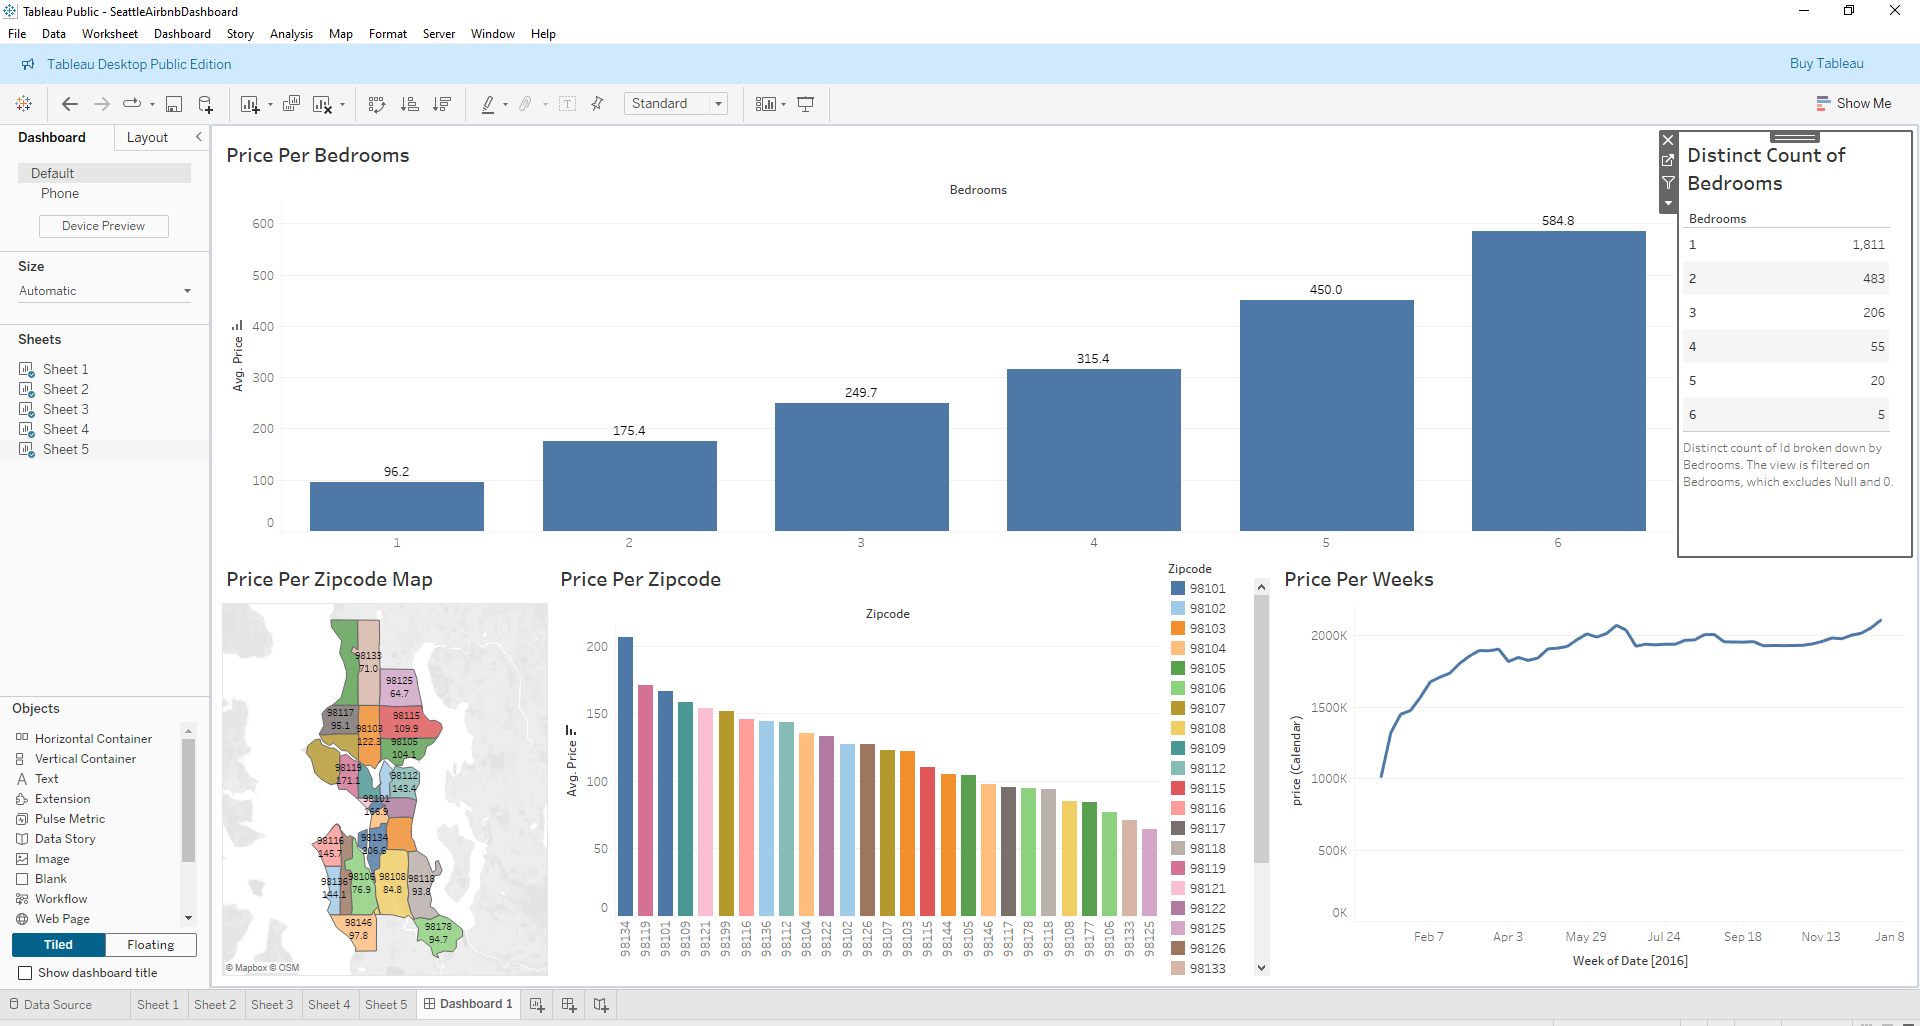 Tableau Public - SeattleAirbnbDashboard
File Data Worksheet Dashboard Story Analysis Map Format Server Window Help
Tableau Desktop Public Edition
Buy Tableau
Standard
Show Me
Dashboard Layout
Default
Phone
Device Preview
Size
Automatic
Sheets
Sheet 1
Sheet 2
Sheet 3
Sheet 4
Sheet 5
Objects
Horizontal Container
Vertical Container
Text
Extension
Pulse Metric
Data Story
Image
Blank
Workflow
Web Page
Tiled Floating
Show dashboard title
Price Per Bedrooms
Bedrooms
Avg. Price
600
500
400
300
200
100
0
96.2
175.4
249.7
315.4
450.0
584.8
1 2 3 4 5 6
Distinct Count of
Bedrooms
Bedrooms
1 1,811
2 483
3 206
4 55
5 20
6 5
Distinct count of Id broken down by
Bedrooms. The view is filtered on
Bedrooms, which excludes Null and 0.
Price Per Zipcode Map
98133
71.0
98125
64.7
98117
95.1
98103
122.3
98115
109.9
98105
104.1
98119
171.1
98112
143.4
98101
166.9
98134
206.6
98116
145.7
98136
144.1
98106
76.9
98108
84.8
98118
93.8
98146
97.8
98178
94.7
© Mapbox © OSM
Price Per Zipcode
Zipcode
Avg. Price
200
150
100
50
0
98134 98119 98101 98109 98121 98199 98116 98136 98112 98104 98122 98102 98126 98107 98103 98115 98144 98105 98146 98117 98178 98118 98108 98177 98106 98133 98125
Zipcode
98101
98102
98103
98104
98105
98106
98107
98108
98109
98112
98115
98116
98117
98118
98119
98121
98122
98125
98126
98133
Price Per Weeks
price (Calendar)
2000K
1500K
1000K
500K
0K
Feb 7 Apr 3 May 29 Jul 24 Sep 18 Nov 13 Jan 8
Week of Date [2016]
Data Source Sheet 1 Sheet 2 Sheet 3 Sheet 4 Sheet 5 Dashboard 1